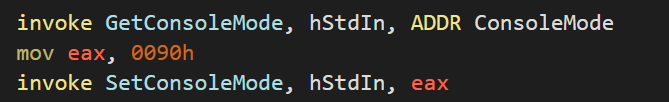 invoke GetConsoleMode, hStdIn, ADDR ConsoleMode
mov eax, 0090h
invoke SetConsoleMode, hStdIn, eax